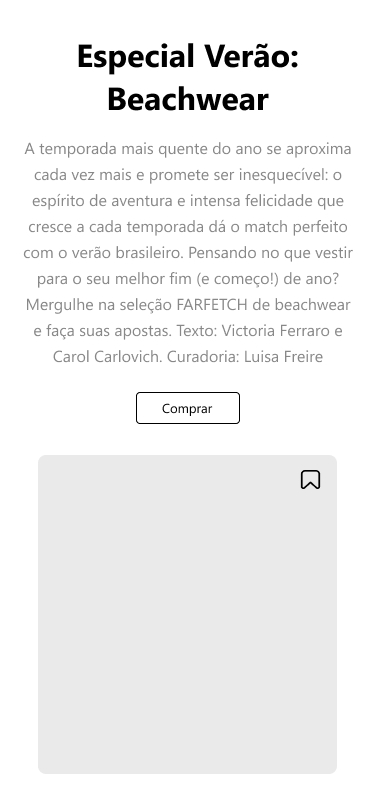 Especial Verão:
Beachwear
A temporada mais quente do ano se aproxima
cada vez mais e promete ser inesquecível: o
espírito de aventura e intensa felicidade que
cresce a cada temporada dá o match perfeito
com o verão brasileiro. Pensando no que vestir
para o seu melhor fim (e começo!) de ano?
Mergulhe na seleção FARFETCH de beachwear
e faça suas apostas. Texto: Victoria Ferraro e
Carol Carlovich. Curadoria: Luisa Freire
Comprar